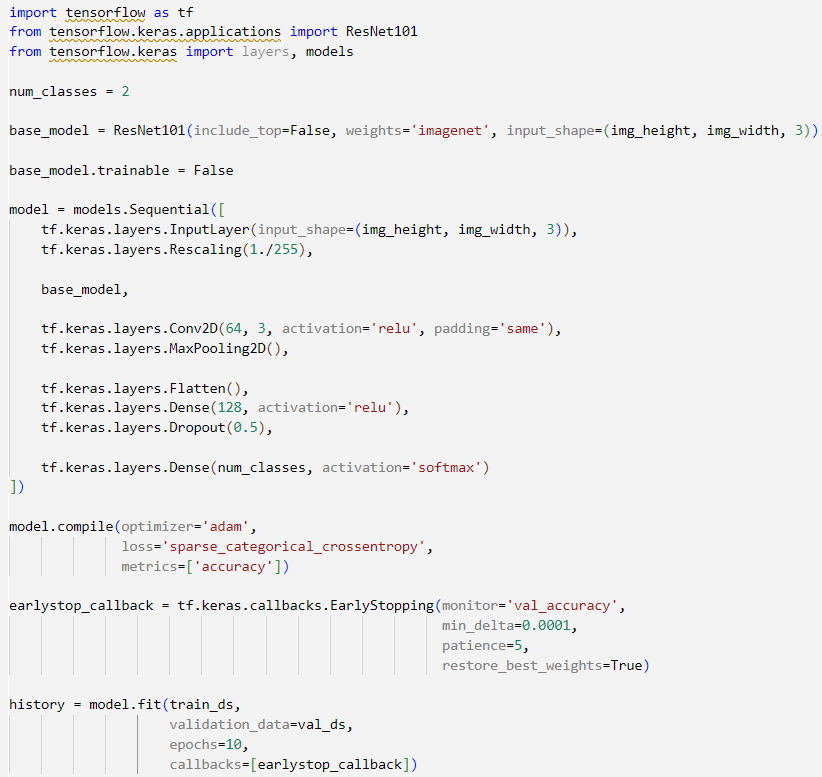 import tensorflow as tf
from tensorflow.keras.applications import ResNet101
from tensorflow.keras import layers, models
num_classes = 2
base_model = ResNet101(include_top=False, weights='imagenet', input_shape=(img_height, img_width, 3))
base_model.trainable = False
model = models.Sequential([
    tf.keras.layers.InputLayer(input_shape=(img_height, img_width, 3)),
    tf.keras.layers.Rescaling(1./255),
    base_model,
    tf.keras.layers.Conv2D(64, 3, activation='relu', padding='same'),
    tf.keras.layers.MaxPooling2D(),
    tf.keras.layers.Flatten(),
    tf.keras.layers.Dense(128, activation='relu'),
    tf.keras.layers.Dropout(0.5),
    tf.keras.layers.Dense(num_classes, activation='softmax')
])
model.compile(optimizer='adam',
              loss='sparse_categorical_crossentropy',
              metrics=['accuracy'])
earlystop_callback = tf.keras.callbacks.EarlyStopping(monitor='val_accuracy',
                                                      min_delta=0.0001,
                                                      patience=5,
                                                      restore_best_weights=True)
history = model.fit(train_ds,
                    validation_data=val_ds,
                    epochs=10,
                    callbacks=[earlystop_callback])